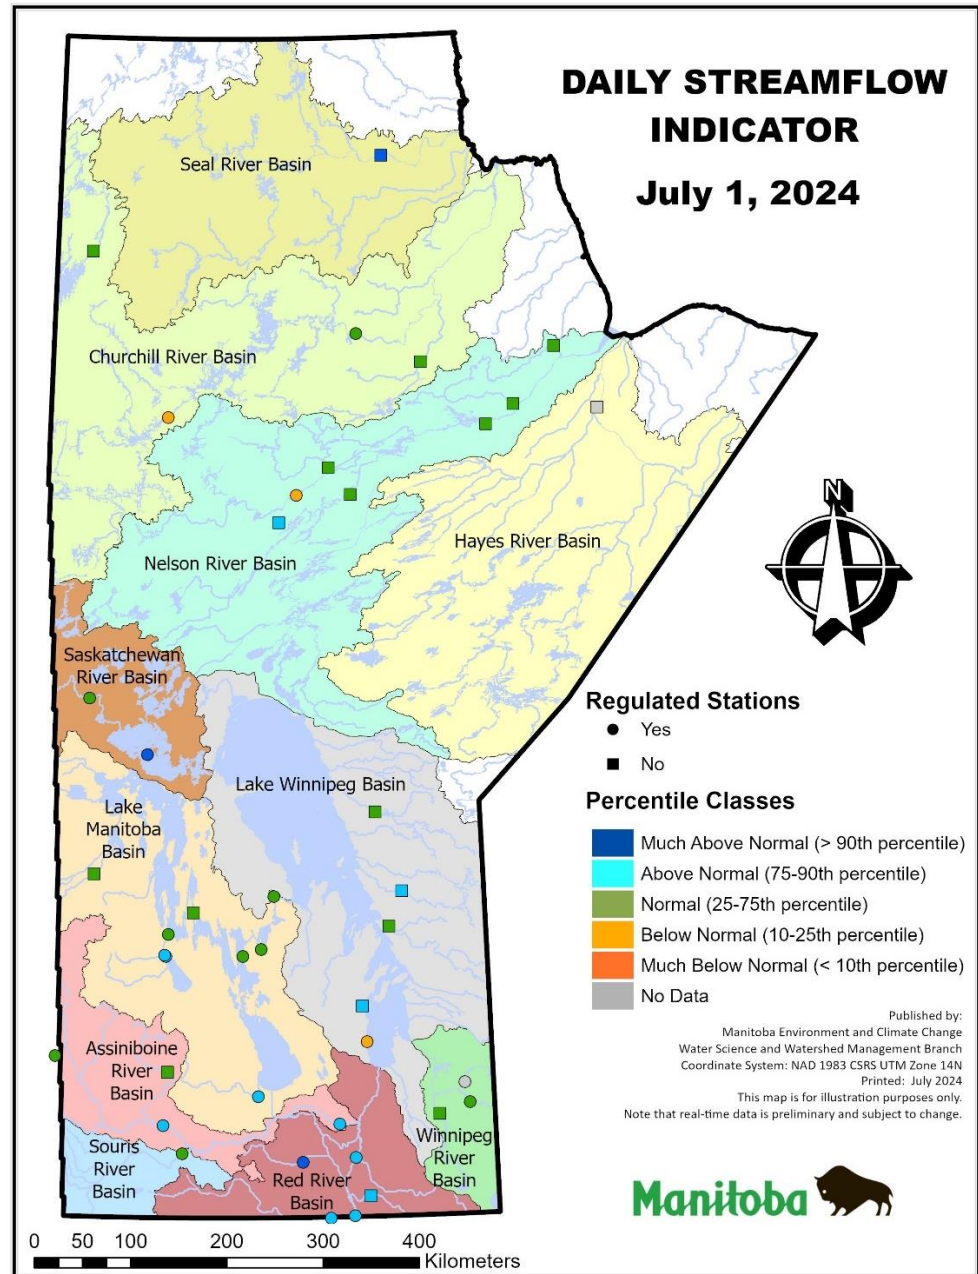 DAILY STREAMFLOW
INDICATOR
July 1, 2024
Seal River Basin
Churchill River Basin
Nelson River Basin
Hayes River Basin
N
Saskatchewan
River Basin
Lake Winnipeg Basin
Lake
Manitoba
Basin
Assiniboine
River
Basin
Souris
River
Basin
Red River
Basin
Winnipeg
River
Basin
Regulated Stations
Yes
No
Percentile Classes
Much Above Normal (> 90th percentile)
Above Normal (75-90th percentile)
Normal (25-75th percentile)
Below Normal (10-25th percentile)
Much Below Normal (< 10th percentile)
No Data
Published by:
Manitoba Environment and Climate Change
Water Science and Watershed Management Branch
Coordinate System: NAD 1983 CSRS UTM Zone 14N
Printed: July 2024
This map is for illustration purposes only.
Note that real-time data is preliminary and subject to change.
Manitoba
0 50 100 200 300 400
Kilometers